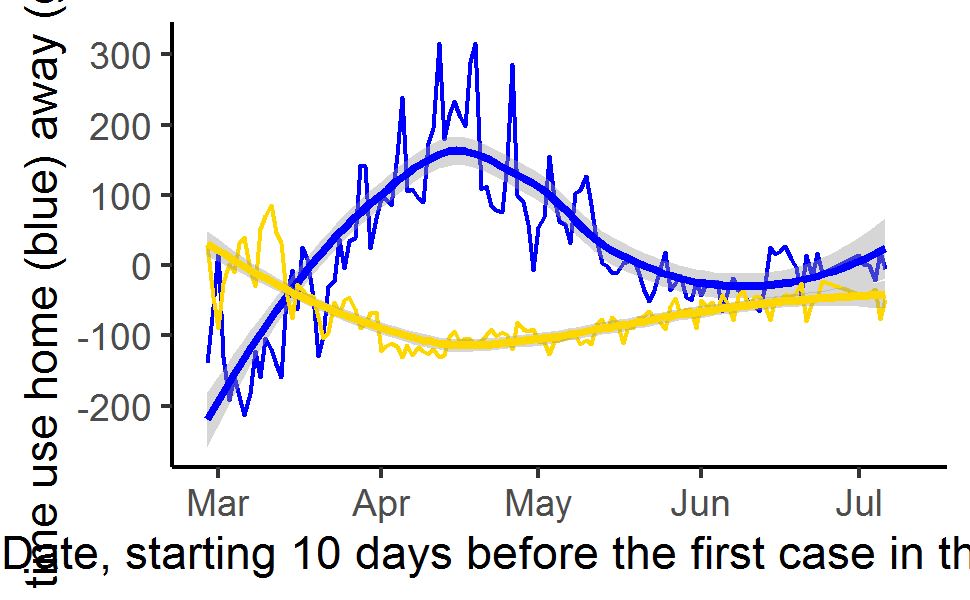 time use home (blue) away (
300
200
100
0
-100
-200
Mar Apr May Jun Jul
Date, starting 10 days before the first case in th